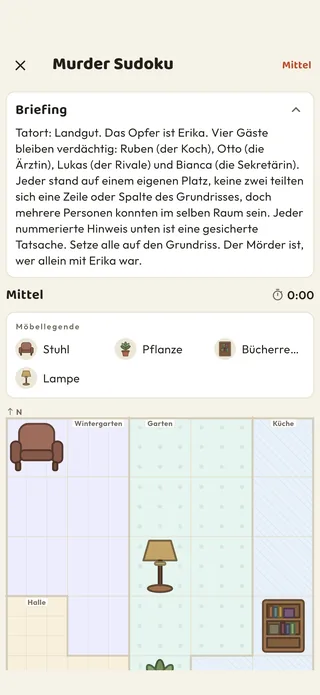 Murder Sudoku
Mittel
Briefing
Tatort: Landgut. Das Opfer ist Erika. Vier Gäste
bleiben verdächtig: Ruben (der Koch), Otto (die
Ärztin), Lukas (der Rivale) und Bianca (die Sekretärin).
Jeder stand auf einem eigenen Platz, keine zwei teilten
sich eine Zeile oder Spalte des Grundrisses, doch
mehrere Personen konnten im selben Raum sein. Jeder
nummerierte Hinweis unten ist eine gesicherte
Tatsache. Setze alle auf den Grundriss. Der Mörder ist,
wer allein mit Erika war.
Mittel
0:00
Möbellegende
Stuhl
Pflanze
Bücherre...
Lampe
↑ N
Wintergarten
Garten
Küche
Halle